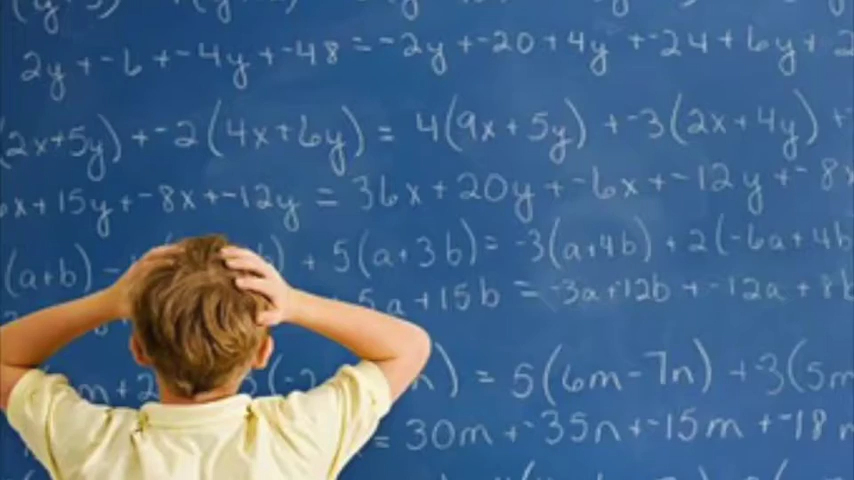 2y + -6 + -4y + -48 = -2y + -20 + 4y + -24 + 6y + 2
(2x+5y) + -2(4x+6y) = 4(9x+5y) + -3(2x+4y) +
x + 15y + -8x + -12y = 36x + 20y + -6x + -12y + -8x
(a+b) + 5(a+3b) = -3(a+4b) + 2(-6a+4b
5a + 15b = -3a + 12b + -12a + 8b
= 5(6m-7n) + -3(5m
= 30m + -35n + -15m + -18m